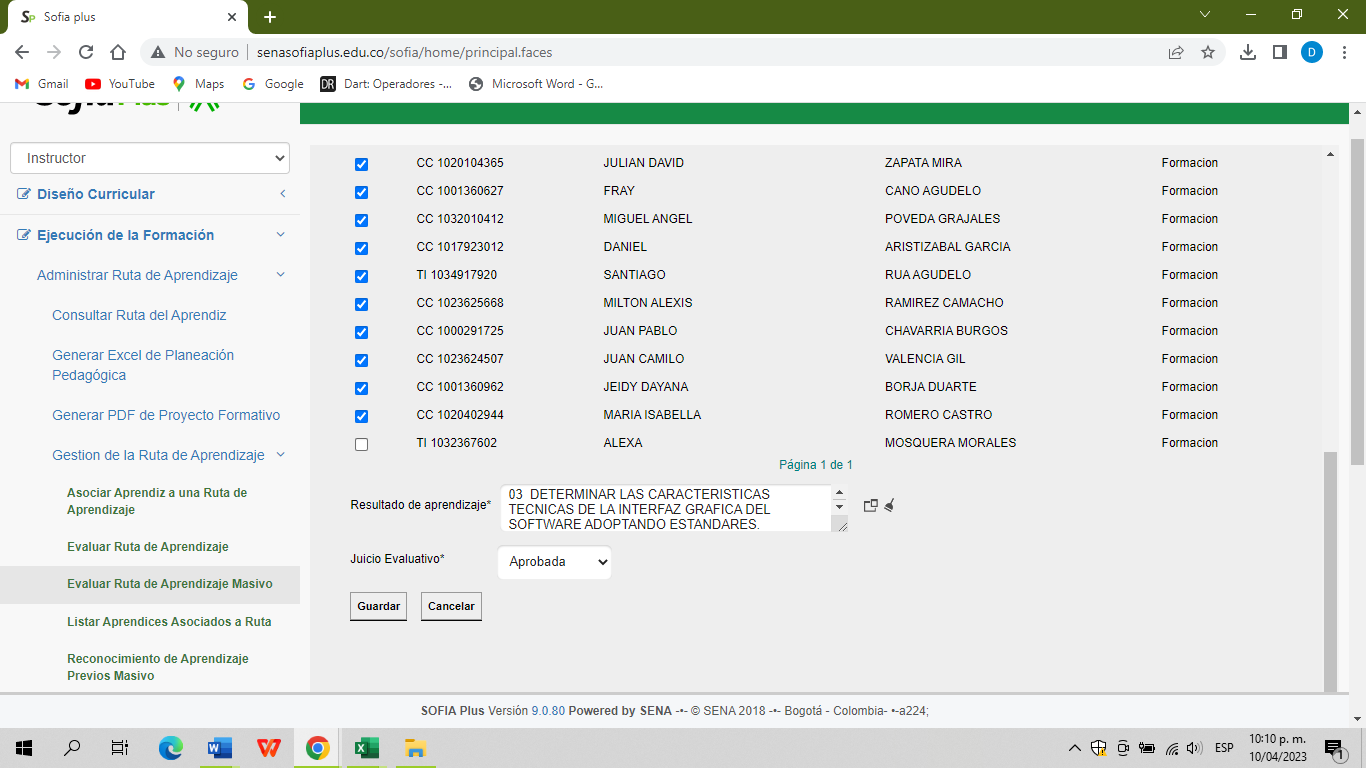 Sofia plus
No seguro senasofiaplus.edu.co/sofia/home/principal.faces D
Gmail YouTube Maps Google DR Dart: Operadores -... Microsoft Word - G...
Instructor
Diseño Curricular
Ejecución de la Formación
Administrar Ruta de Aprendizaje
Consultar Ruta del Aprendiz
Generar Excel de Planeación
Pedagógica
Generar PDF de Proyecto Formativo
Gestion de la Ruta de Aprendizaje
Asociar Aprendiz a una Ruta de
Aprendizaje
Evaluar Ruta de Aprendizaje
Evaluar Ruta de Aprendizaje Masivo
Listar Aprendices Asociados a Ruta
Reconocimiento de Aprendizaje
Previos Masivo
CC 1020104365 JULIAN DAVID ZAPATA MIRA Formacion
CC 1001360627 FRAY CANO AGUDELO Formacion
CC 1032010412 MIGUEL ANGEL POVEDA GRAJALES Formacion
CC 1017923012 DANIEL ARISTIZABAL GARCIA Formacion
TI 1034917920 SANTIAGO RUA AGUDELO Formacion
CC 1023625668 MILTON ALEXIS RAMIREZ CAMACHO Formacion
CC 1000291725 JUAN PABLO CHAVARRIA BURGOS Formacion
CC 1023624507 JUAN CAMILO VALENCIA GIL Formacion
CC 1001360962 JEIDY DAYANA BORJA DUARTE Formacion
CC 1020402944 MARIA ISABELLA ROMERO CASTRO Formacion
TI 1032367602 ALEXA MOSQUERA MORALES Formacion
Página 1 de 1
Resultado de aprendizaje* 03 DETERMINAR LAS CARACTERISTICAS
TECNICAS DE LA INTERFAZ GRAFICA DEL
SOFTWARE ADOPTANDO ESTANDARES.
Juicio Evaluativo* Aprobada
Guardar Cancelar
SOFIA Plus Versión 9.0.80 Powered by SENA -•- © SENA 2018 -•- Bogotá - Colombia- •-a224;
ESP 10:10 p. m.
10/04/2023 1